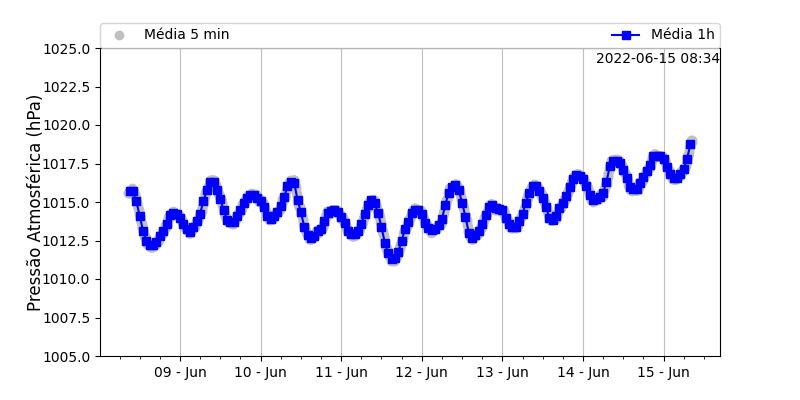 Média 5 min
Média 1h
2022-06-15 08:34
Pressão Atmosférica (hPa)
1025.0
1022.5
1020.0
1017.5
1015.0
1012.5
1010.0
1007.5
1005.0
09 - Jun
10 - Jun
11 - Jun
12 - Jun
13 - Jun
14 - Jun
15 - Jun